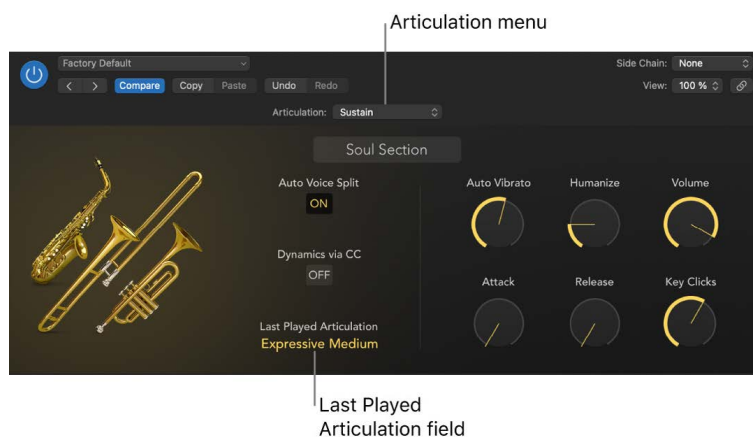 Articulation menu
Factory Default
Side Chain: None
Compare Copy Paste Undo Redo
View: 100 %
Articulation: Sustain
Soul Section
Auto Voice Split
ON
Auto Vibrato Humanize Volume
Dynamics via CC
OFF
Attack Release Key Clicks
Last Played Articulation
Expressive Medium
Last Played
Articulation field